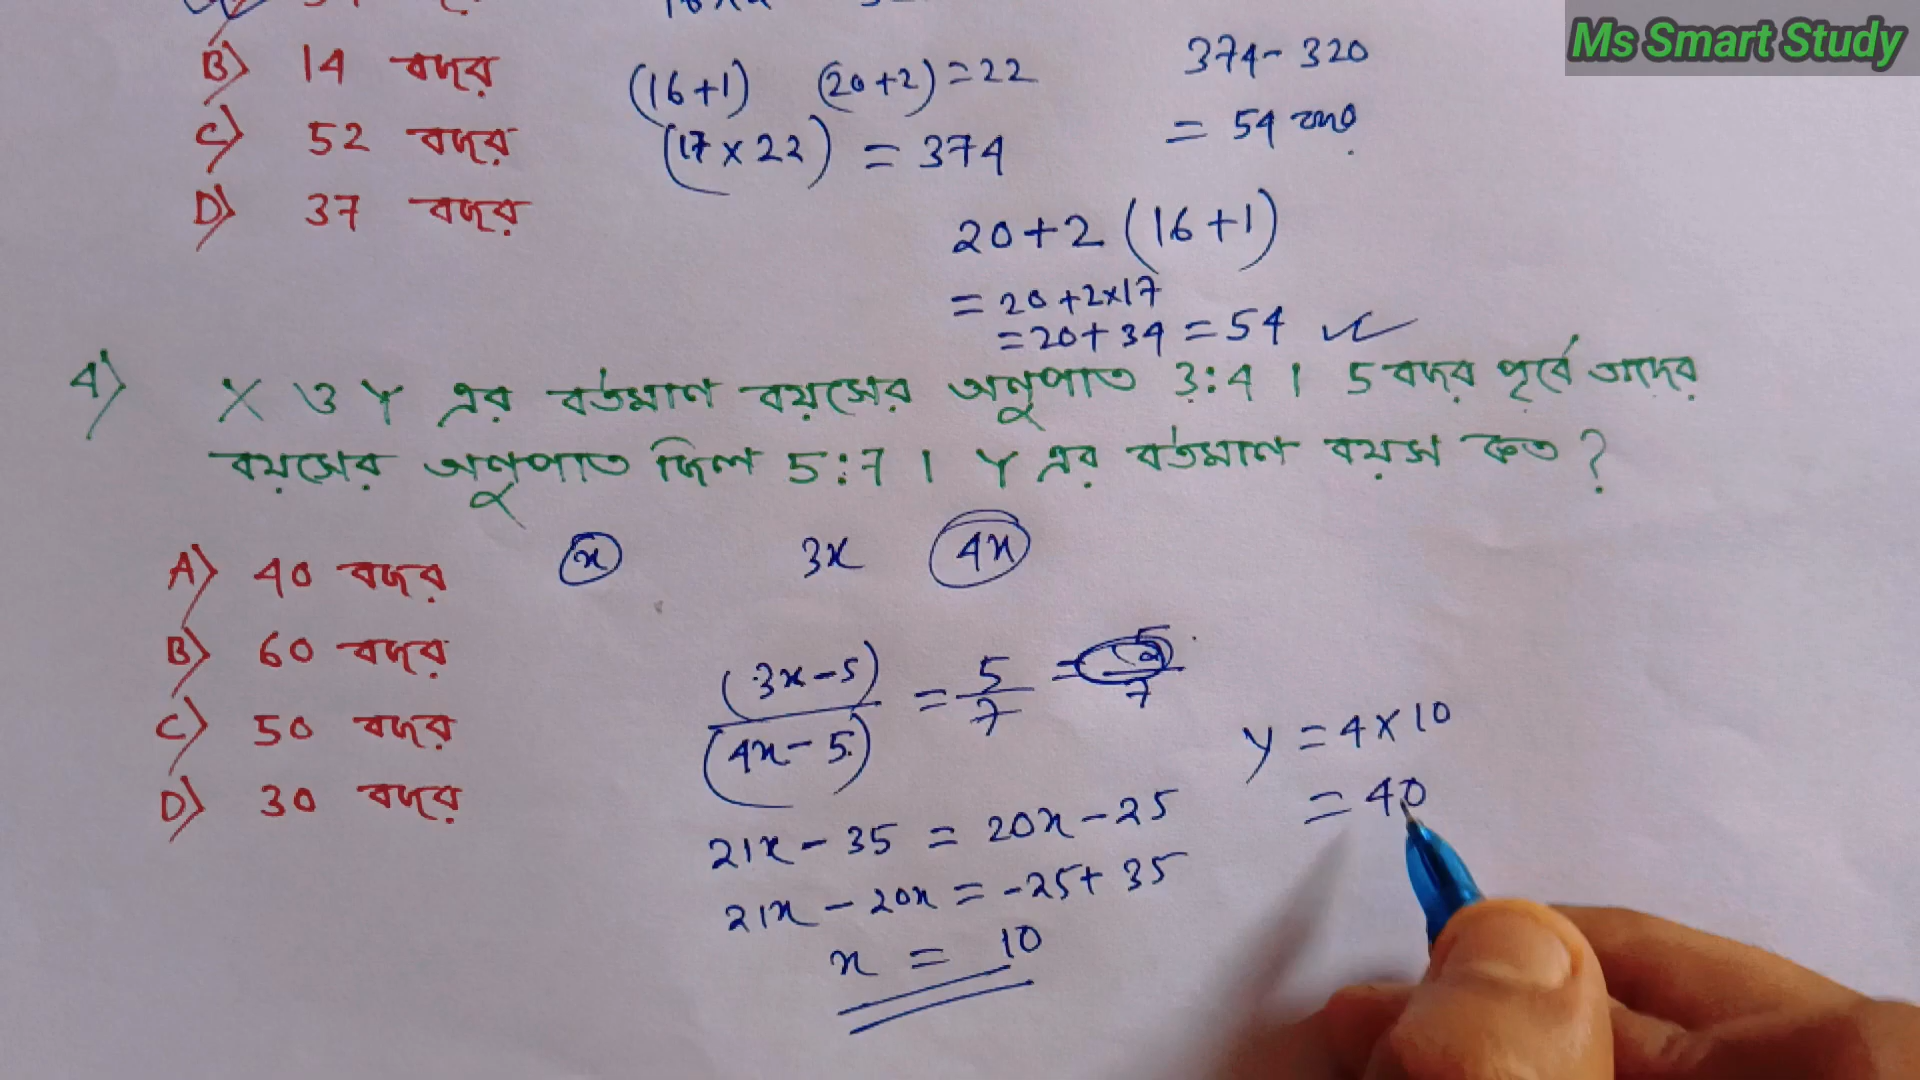 Ms Smart Study
B) 14 বছর
C) 52 বছর
D) 37 বছর
(16+1) (20+2) = 22
(17 × 22) = 374
374 - 320
= 54
20+2 (16+1)
= 20+2×17
= 20+34 = 54
4) X ও Y এর বর্তমান বয়সের অনুপাত 3:4 । 5 বছর পূর্বে তাদের
বয়সের অনুপাত ছিল 5:7 । Y এর বর্তমান বয়স কত ?
A) 40 বছর
B) 60 বছর
C) 50 বছর
D) 30 বছর
x 3x 4x
(3x-5)
(4x-5) = 5/7 =
21x - 35 = 20x - 25
21x - 20x = -25+35
x = 10
y = 4×10
= 40